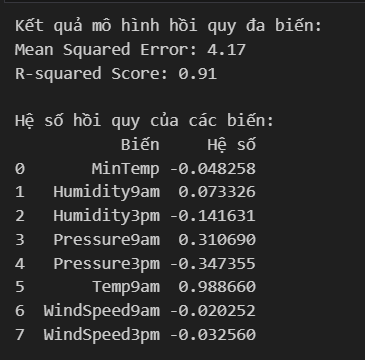 Kết quả mô hình hồi quy đa biến:
Mean Squared Error: 4.17
R-squared Score: 0.91

Hệ số hồi quy của các biến:
Biến Hệ số
0 MinTemp -0.048258
1 Humidity9am 0.073326
2 Humidity3pm -0.141631
3 Pressure9am 0.310690
4 Pressure3pm -0.347355
5 Temp9am 0.988660
6 WindSpeed9am -0.020252
7 WindSpeed3pm -0.032560